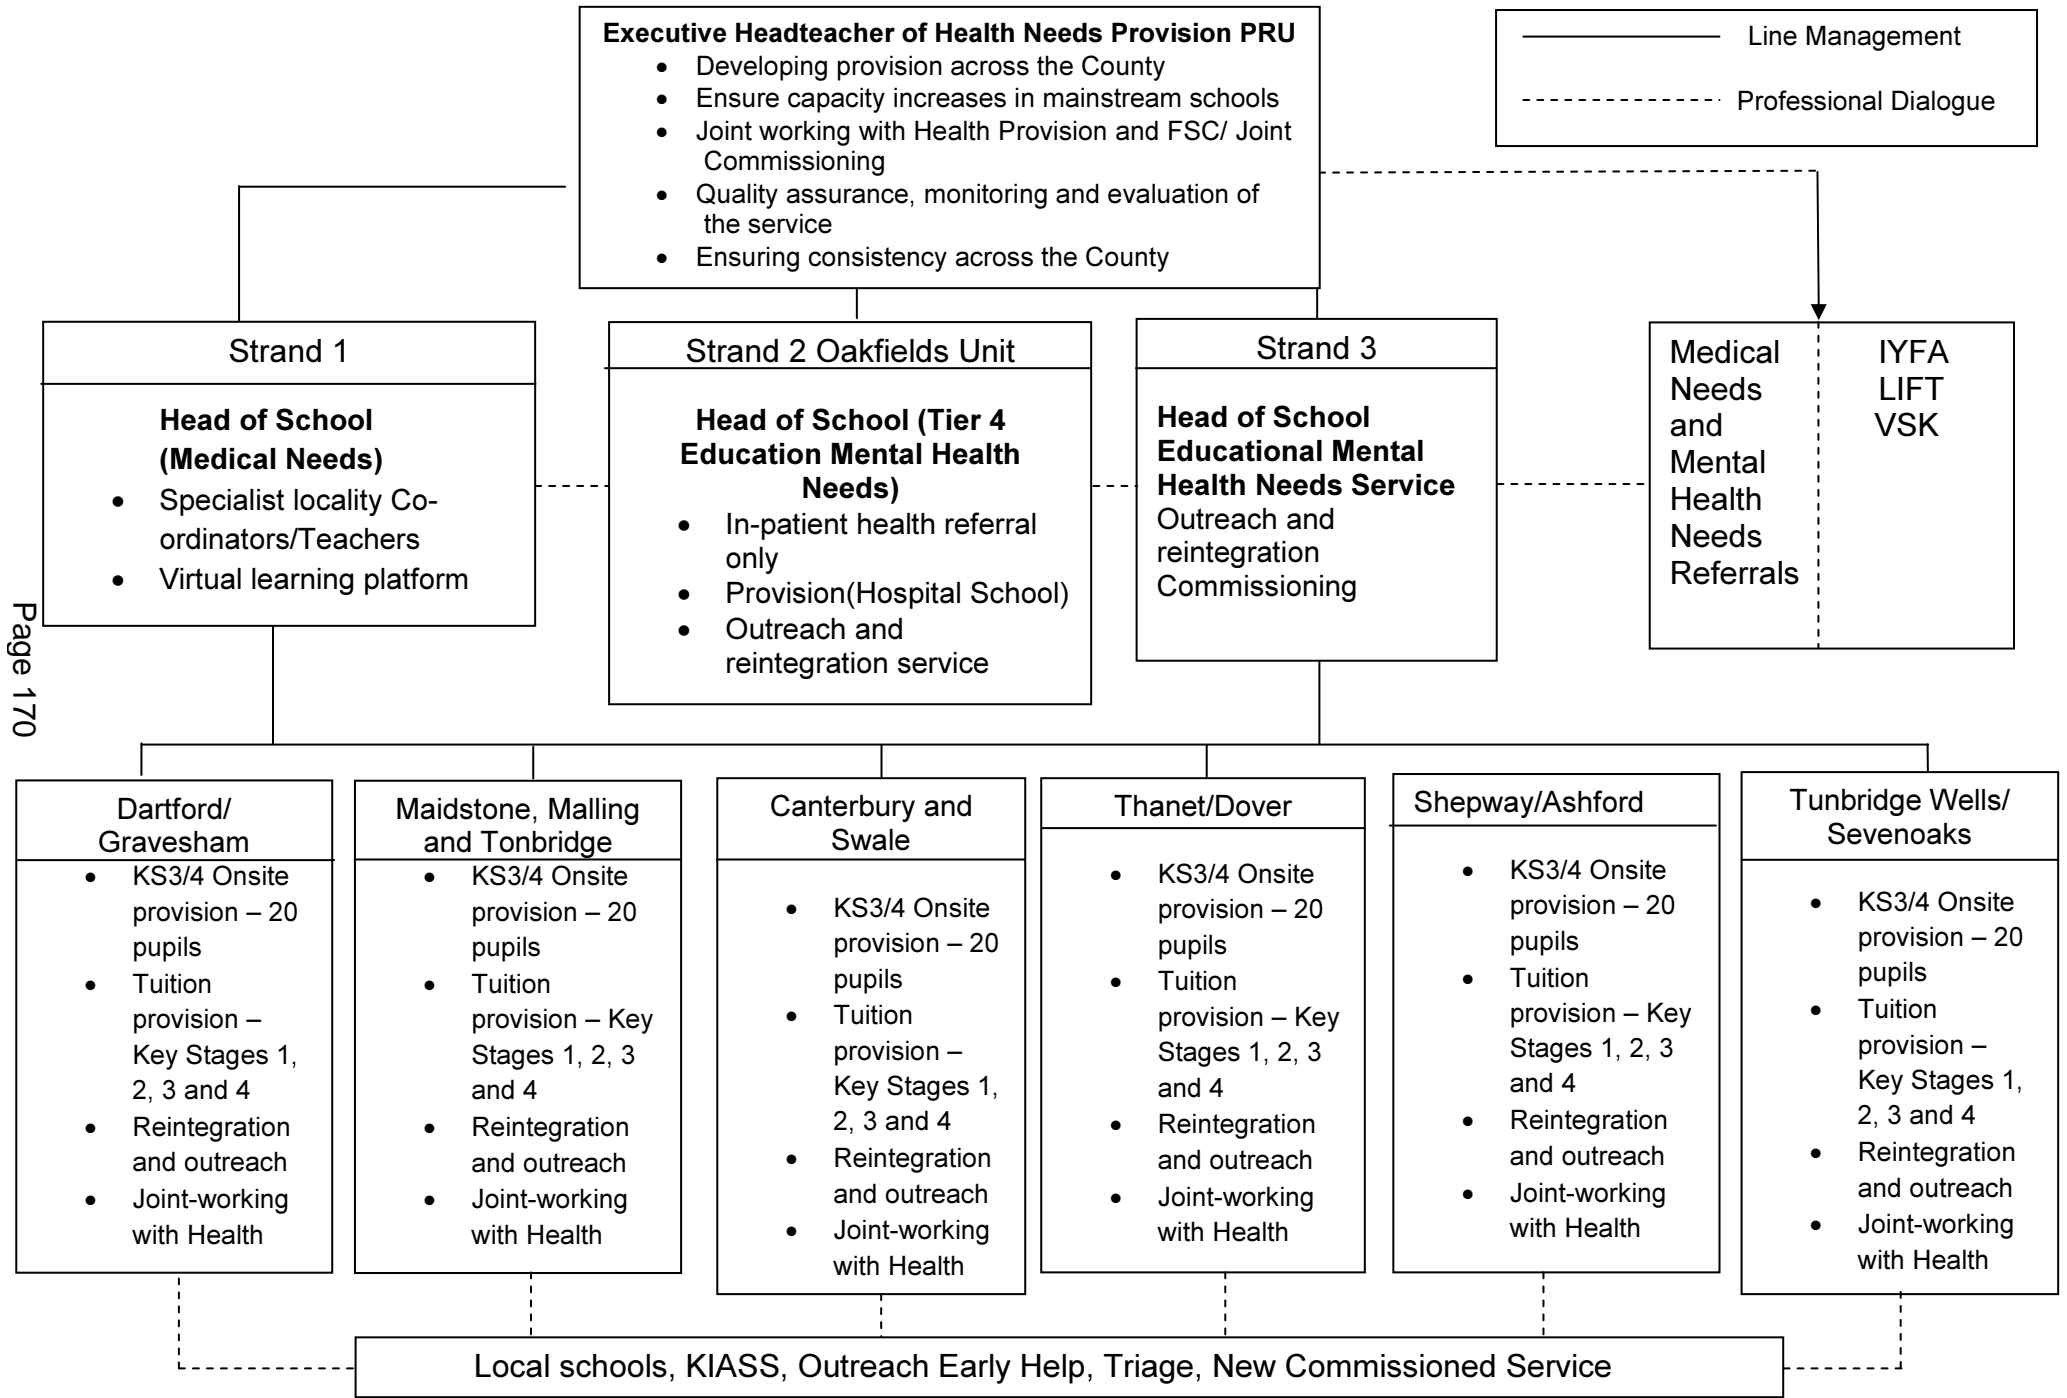 Executive Headteacher of Health Needs Provision PRU
• Developing provision across the County
• Ensure capacity increases in mainstream schools
• Joint working with Health Provision and FSC/ Joint
Commissioning
• Quality assurance, monitoring and evaluation of
the service
• Ensuring consistency across the County
Line Management
Professional Dialogue
Strand 1
Head of School
(Medical Needs)
• Specialist locality Co-
ordinators/Teachers
• Virtual learning platform
Strand 2 Oakfields Unit
Head of School (Tier 4
Education Mental Health
Needs)
• In-patient health referral
only
• Provision(Hospital School)
• Outreach and
reintegration service
Strand 3
Head of School
Educational Mental
Health Needs Service
Outreach and
reintegration
Commissioning
Medical
Needs
and
Mental
Health
Needs
Referrals
IYFA
LIFT
VSK
Page 170
Dartford/
Gravesham
• KS3/4 Onsite
provision – 20
pupils
• Tuition
provision –
Key Stages 1,
2, 3 and 4
• Reintegration
and outreach
• Joint-working
with Health
Maidstone, Malling
and Tonbridge
• KS3/4 Onsite
provision – 20
pupils
• Tuition
provision – Key
Stages 1, 2, 3
and 4
• Reintegration
and outreach
• Joint-working
with Health
Canterbury and
Swale
• KS3/4 Onsite
provision – 20
pupils
• Tuition
provision –
Key Stages 1,
2, 3 and 4
• Reintegration
and outreach
• Joint-working
with Health
Thanet/Dover
• KS3/4 Onsite
provision – 20
pupils
• Tuition
provision – Key
Stages 1, 2, 3
and 4
• Reintegration
and outreach
• Joint-working
with Health
Shepway/Ashford
• KS3/4 Onsite
provision – 20
pupils
• Tuition
provision – Key
Stages 1, 2, 3
and 4
• Reintegration
and outreach
• Joint-working
with Health
Tunbridge Wells/
Sevenoaks
• KS3/4 Onsite
provision – 20
pupils
• Tuition
provision –
Key Stages 1,
2, 3 and 4
• Reintegration
and outreach
• Joint-working
with Health
Local schools, KIASS, Outreach Early Help, Triage, New Commissioned Service